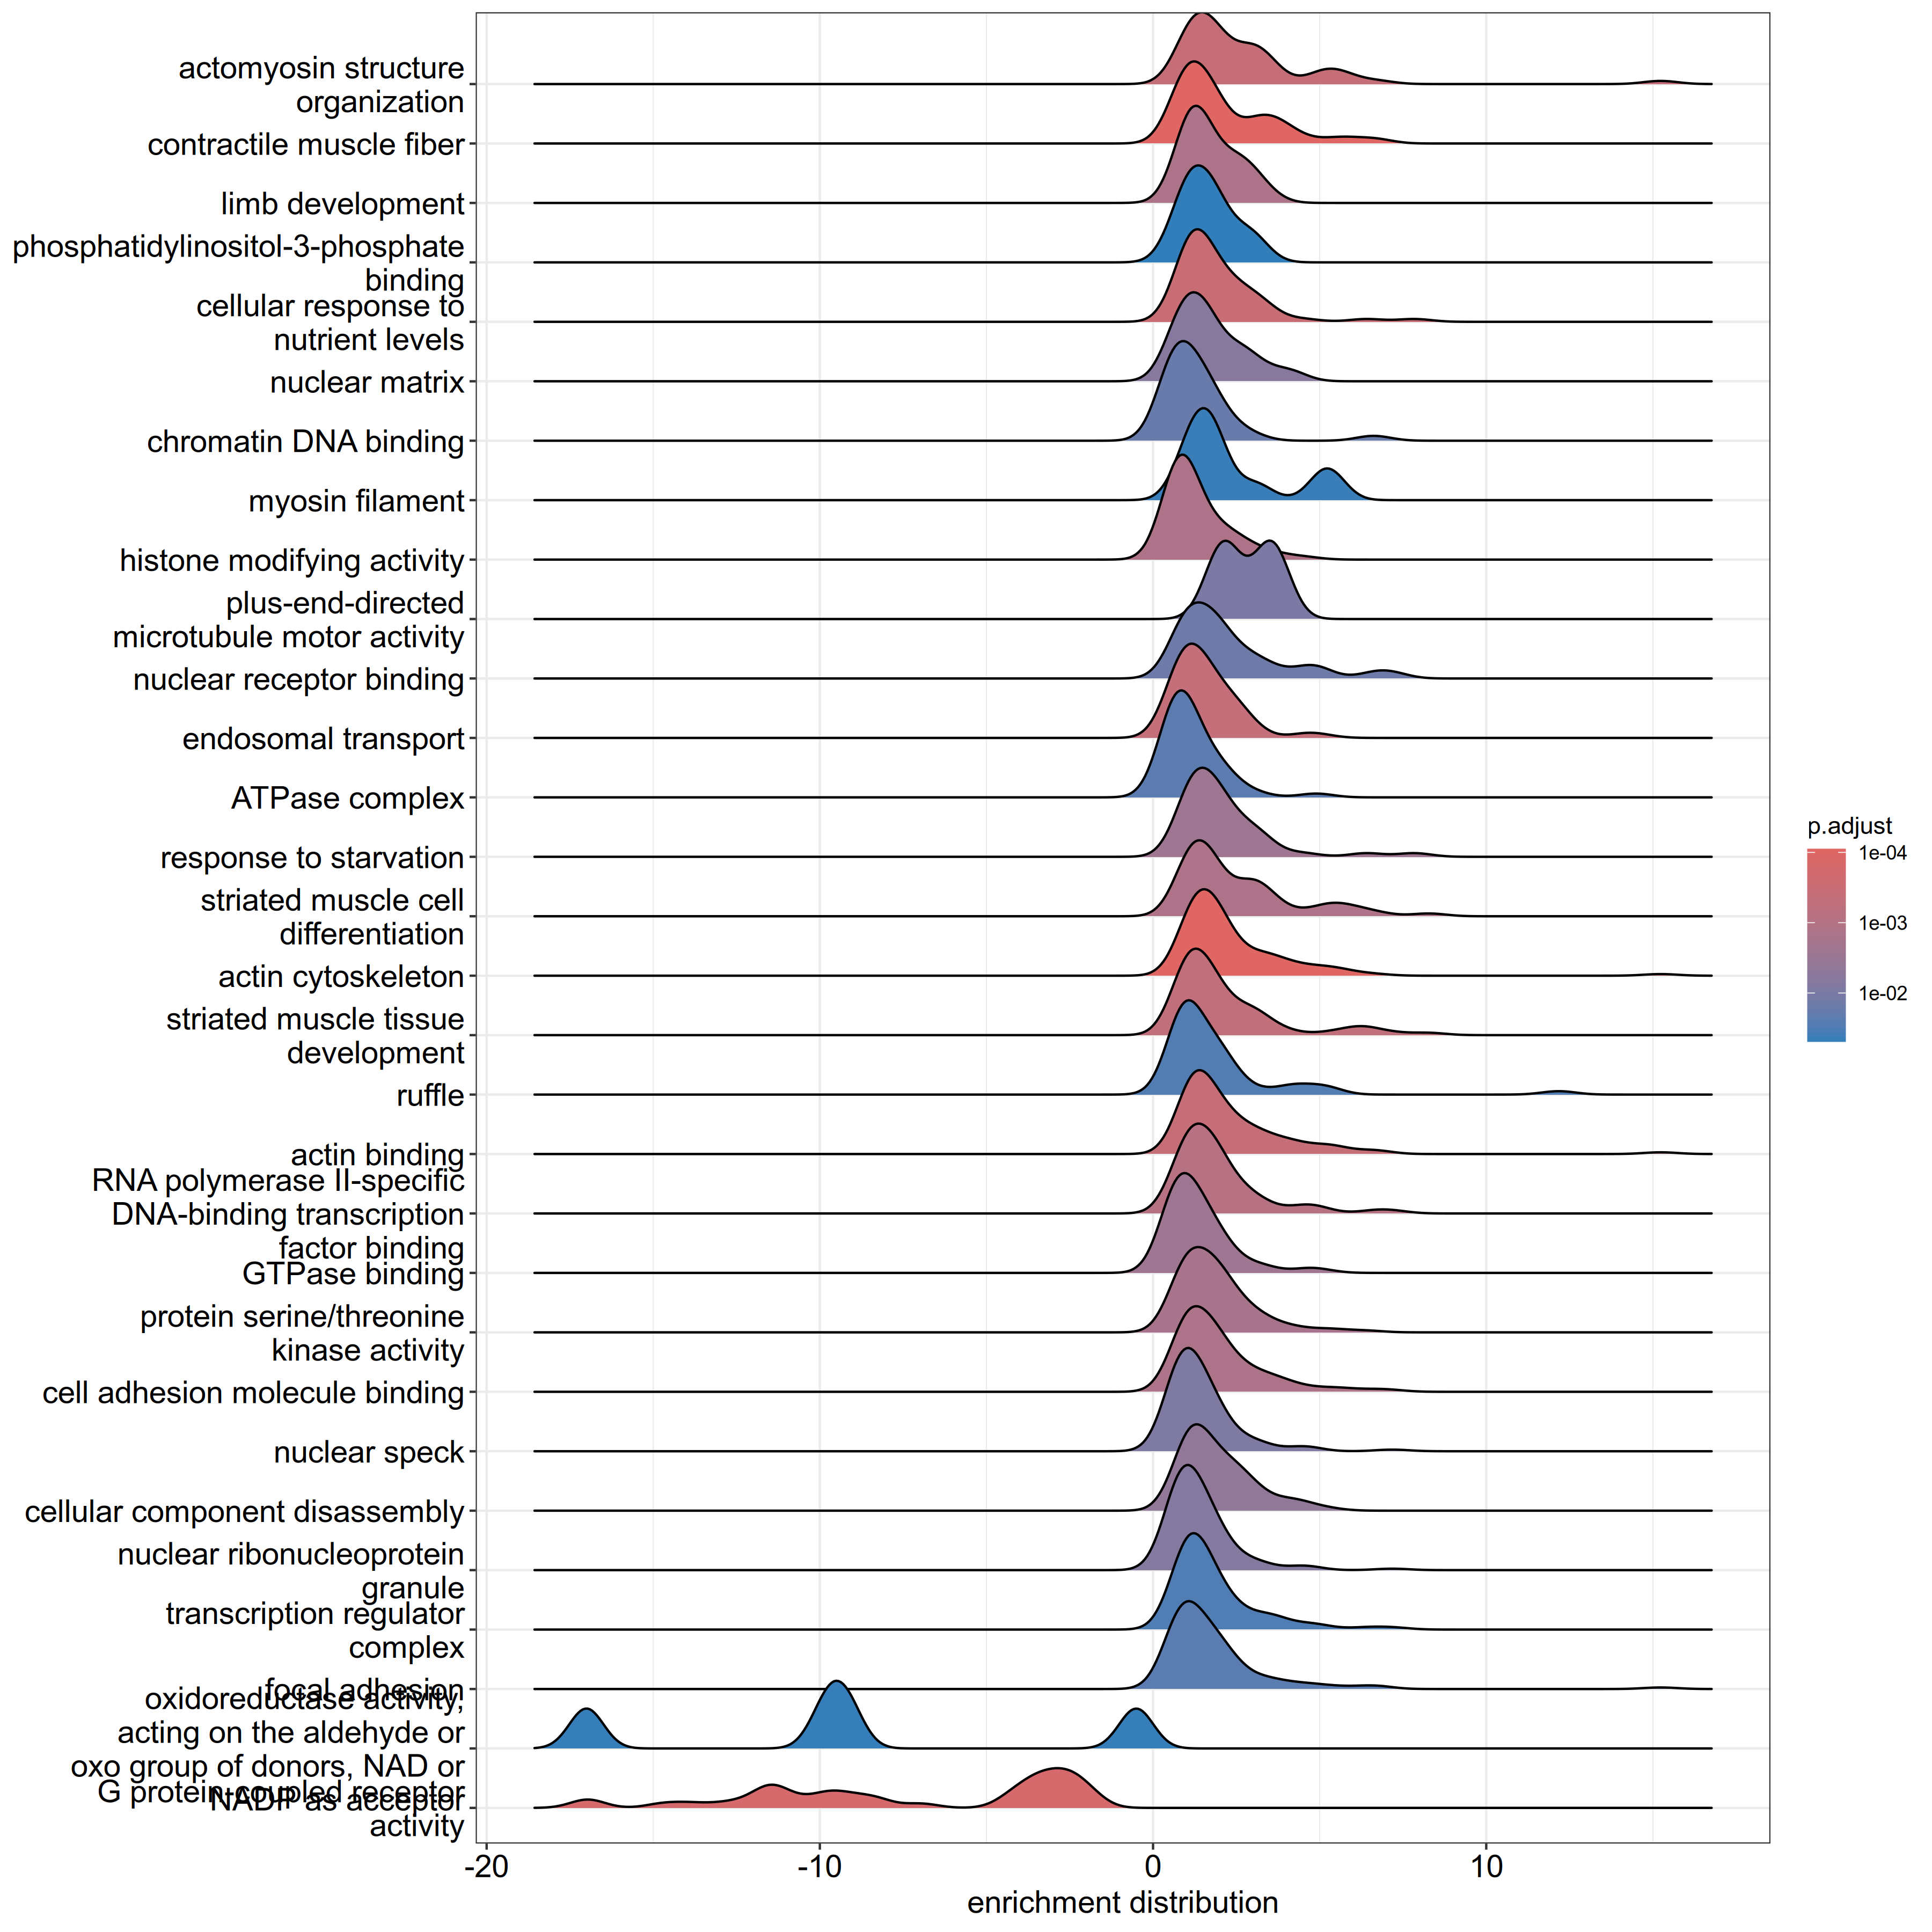 actomyosin structure
organization
contractile muscle fiber
limb development
phosphatidylinositol-3-phosphate
binding
cellular response to
nutrient levels
nuclear matrix
chromatin DNA binding
myosin filament
histone modifying activity
plus-end-directed
microtubule motor activity
nuclear receptor binding
endosomal transport
ATPase complex
response to starvation
striated muscle cell
differentiation
actin cytoskeleton
striated muscle tissue
development
ruffle
actin binding
RNA polymerase II-specific
DNA-binding transcription
factor binding
GTPase binding
protein serine/threonine
kinase activity
cell adhesion molecule binding
nuclear speck
cellular component disassembly
nuclear ribonucleoprotein
granule
transcription regulator
complex
focal adhesion
oxidoreductase activity,
acting on the aldehyde or
oxo group of donors, NAD or
NADP as acceptor
G protein-coupled receptor
activity
-20
-10
0
10
enrichment distribution
p.adjust
1e-04
1e-03
1e-02